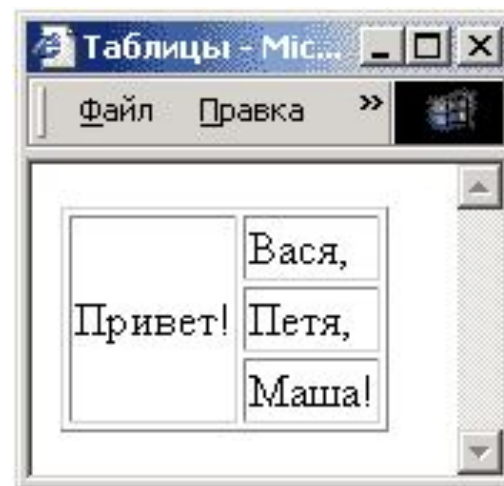 Таблицы - Mic...
Файл Правка »
Привет!
Вася,
Петя,
Маша!